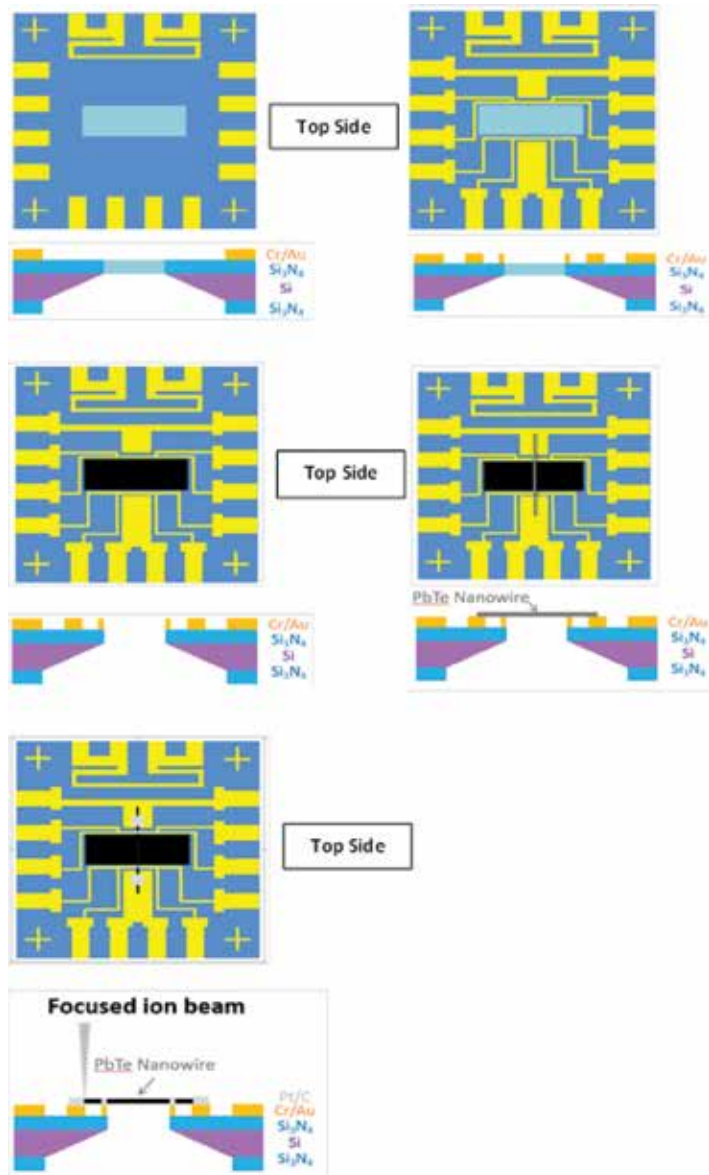 Top Side
Cr/Au
Si₃N₄
Si
Si₃N₄
Cr/Au
Si₃N₄
Si
Si₃N₄
Top Side
PbTe Nanowire
Cr/Au
Si₃N₄
Si
Si₃N₄
Cr/Au
Si₃N₄
Si
Si₃N₄
Top Side
Focused ion beam
PbTe Nanowire
Pt/C
Cr/Au
Si₃N₄
Si
Si₃N₄